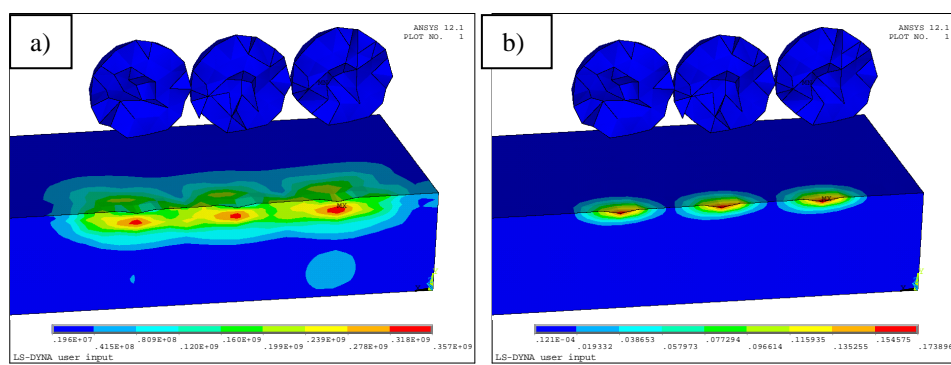 a)
ANSYS 12.1
PLOT NO. 1
MX
.196E+07
.415E+08
.809E+08
.120E+09
.160E+09
.199E+09
.239E+09
.278E+09
.318E+09
.357E+09
LS-DYNA user input
b)
ANSYS 12.1
PLOT NO. 1
MX
.121E-04
.019332
.038653
.057973
.077294
.096614
.115935
.135255
.154575
.173896
LS-DYNA user input